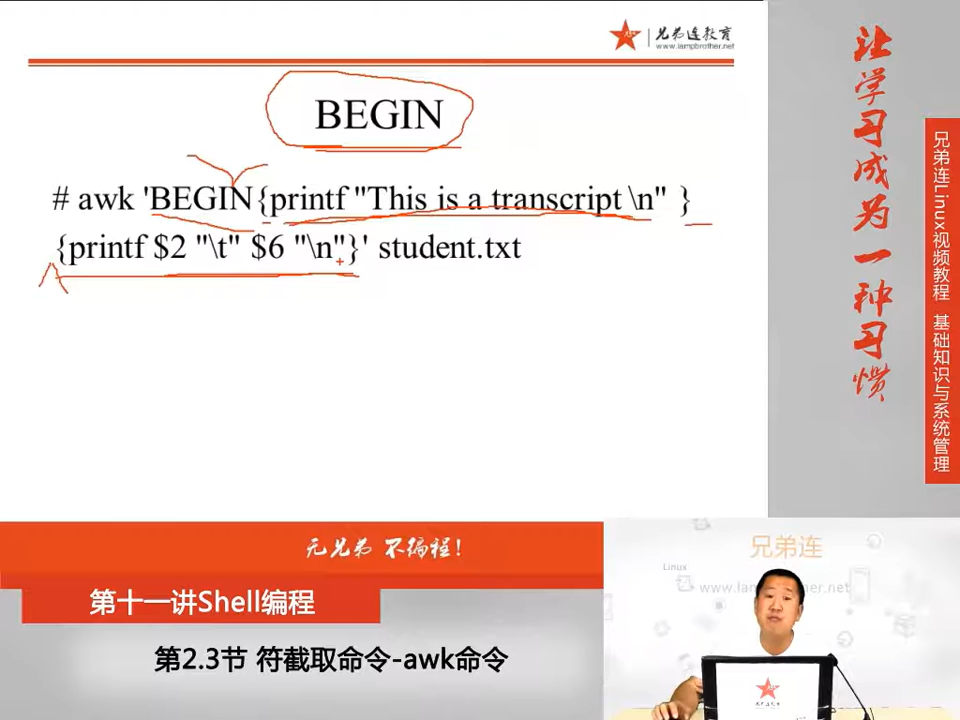 兄弟连教育
www.lampbrother.net
BEGIN
# awk 'BEGIN{printf "This is a transcript \n" }
{printf $2 "\t" $6 "\n"}' student.txt
让学习成为一种习惯
兄弟连Linux视频教程 基础知识与系统管理
无兄弟 不编程!
第十一讲Shell编程
第2.3节 符截取命令-awk命令
兄弟连
Linux